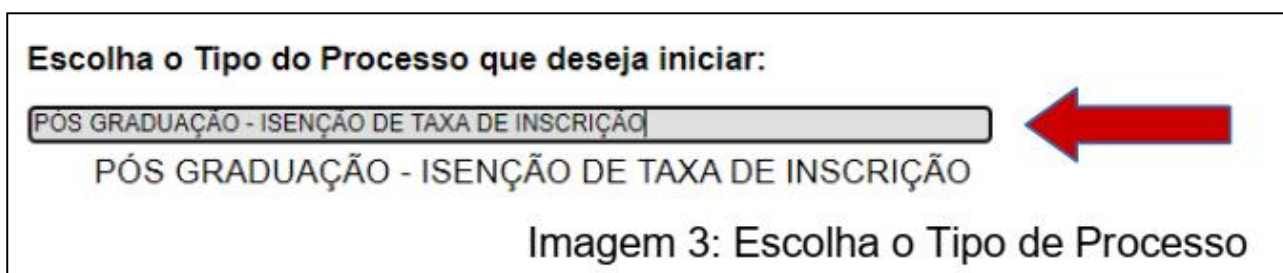 Escolha o Tipo do Processo que deseja iniciar:
PÓS GRADUAÇÃO - ISENÇÃO DE TAXA DE INSCRIÇÃO
PÓS GRADUAÇÃO - ISENÇÃO DE TAXA DE INSCRIÇÃO
Imagem 3: Escolha o Tipo de Processo